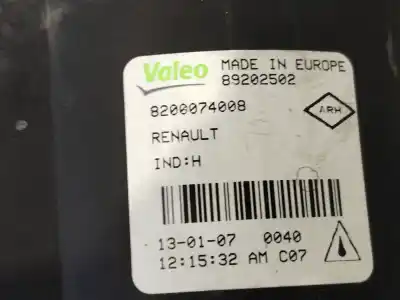 Valeo MADE IN EUROPE
89202502
8200074008
ARH
RENAULT
IND:H
13-01-07 0040
12:15:32 AM C07